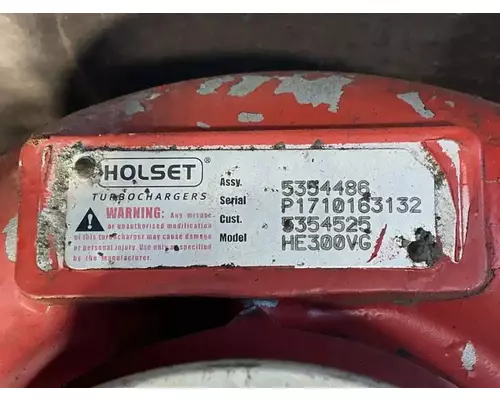 HOLSET®
TURBOCHARGERS
WARNING: Any misuse
or unauthorised modification
of this turbocharger may cause damage
or personal injury. Use only as specified
by the manufacturer.
Assy. 5354486
Serial P1710163132
Cust. 5354525
Model HE300VG